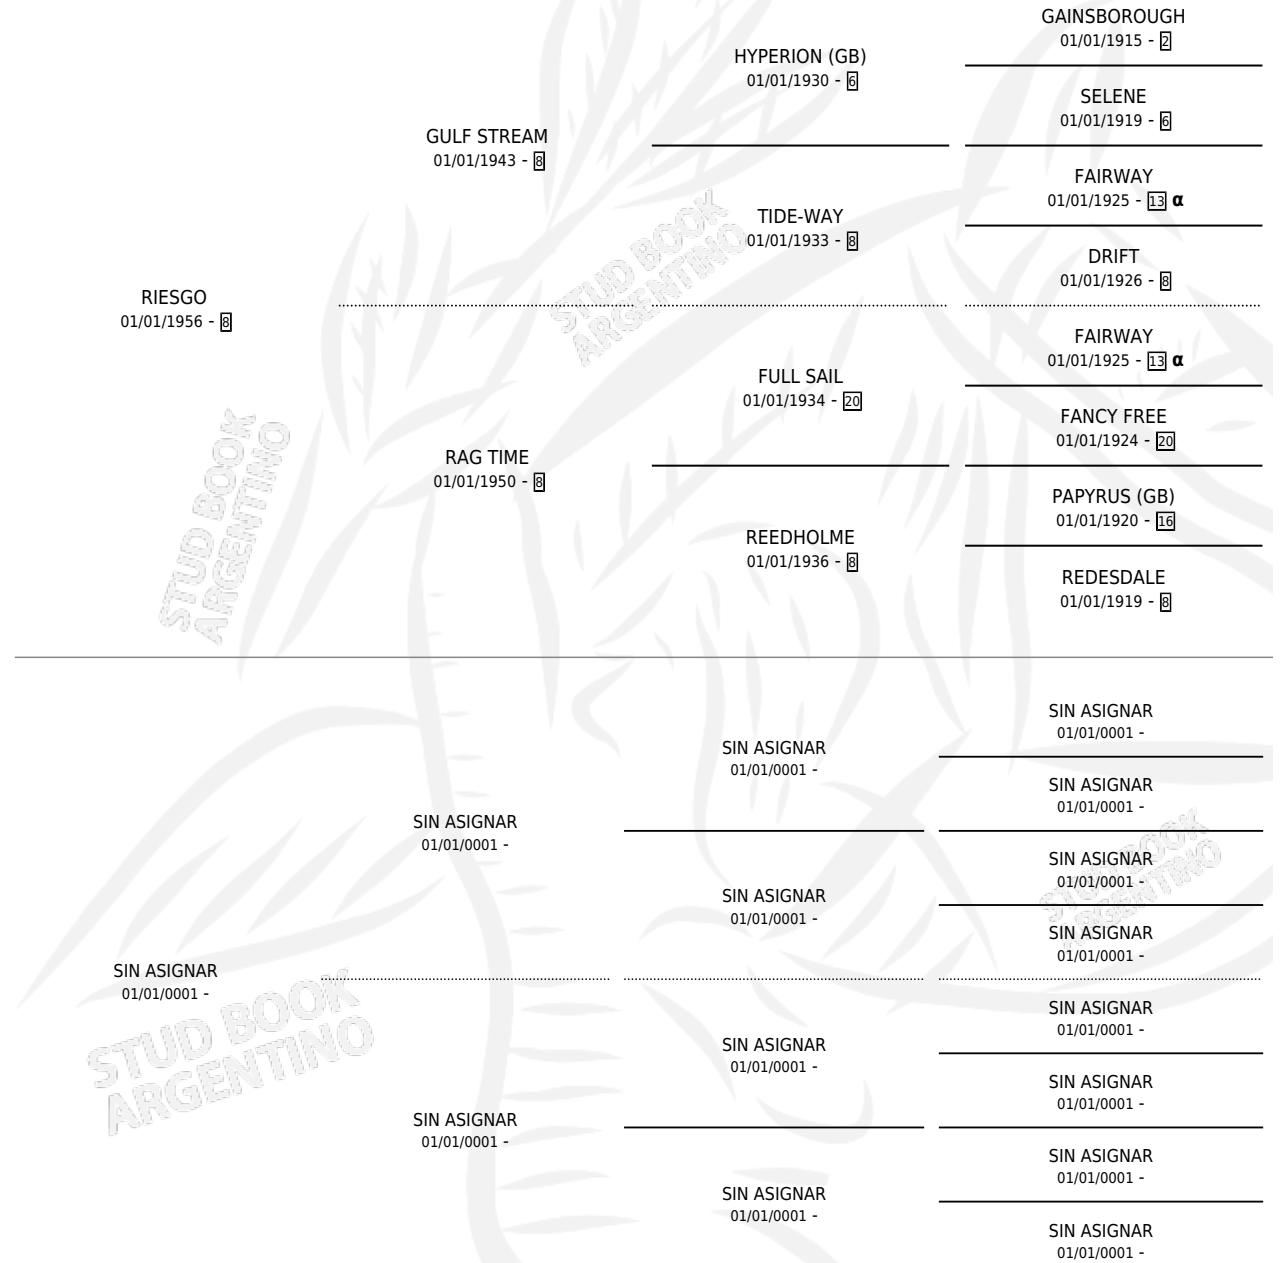 GAINSBOROUGH
01/01/1915 - 2
HYPERION (GB)
01/01/1930 - 6
SELENE
01/01/1919 - 6
GULF STREAM
01/01/1943 - 8
FAIRWAY
01/01/1925 - 13 α
TIDE-WAY
01/01/1933 - 8
DRIFT
01/01/1926 - 8
RIESGO
01/01/1956 - 8
FAIRWAY
01/01/1925 - 13 α
FULL SAIL
01/01/1934 - 20
FANCY FREE
01/01/1924 - 20
RAG TIME
01/01/1950 - 8
PAPYRUS (GB)
01/01/1920 - 16
REEDHOLME
01/01/1936 - 8
REDESDALE
01/01/1919 - 8
SIN ASIGNAR
01/01/0001 -
SIN ASIGNAR
01/01/0001 -
SIN ASIGNAR
01/01/0001 -
SIN ASIGNAR
01/01/0001 -
SIN ASIGNAR
01/01/0001 -
SIN ASIGNAR
01/01/0001 -
SIN ASIGNAR
01/01/0001 -
SIN ASIGNAR
01/01/0001 -
SIN ASIGNAR
01/01/0001 -
SIN ASIGNAR
01/01/0001 -
SIN ASIGNAR
01/01/0001 -
SIN ASIGNAR
01/01/0001 -
SIN ASIGNAR
01/01/0001 -
SIN ASIGNAR
01/01/0001 -
SIN ASIGNAR
01/01/0001 -
STUD BOOK
ARGENTINO
STUD BOOK
ARGENTINO
STUD BOOK
ARGENTINO
STUD BOOK
ARGENTINO